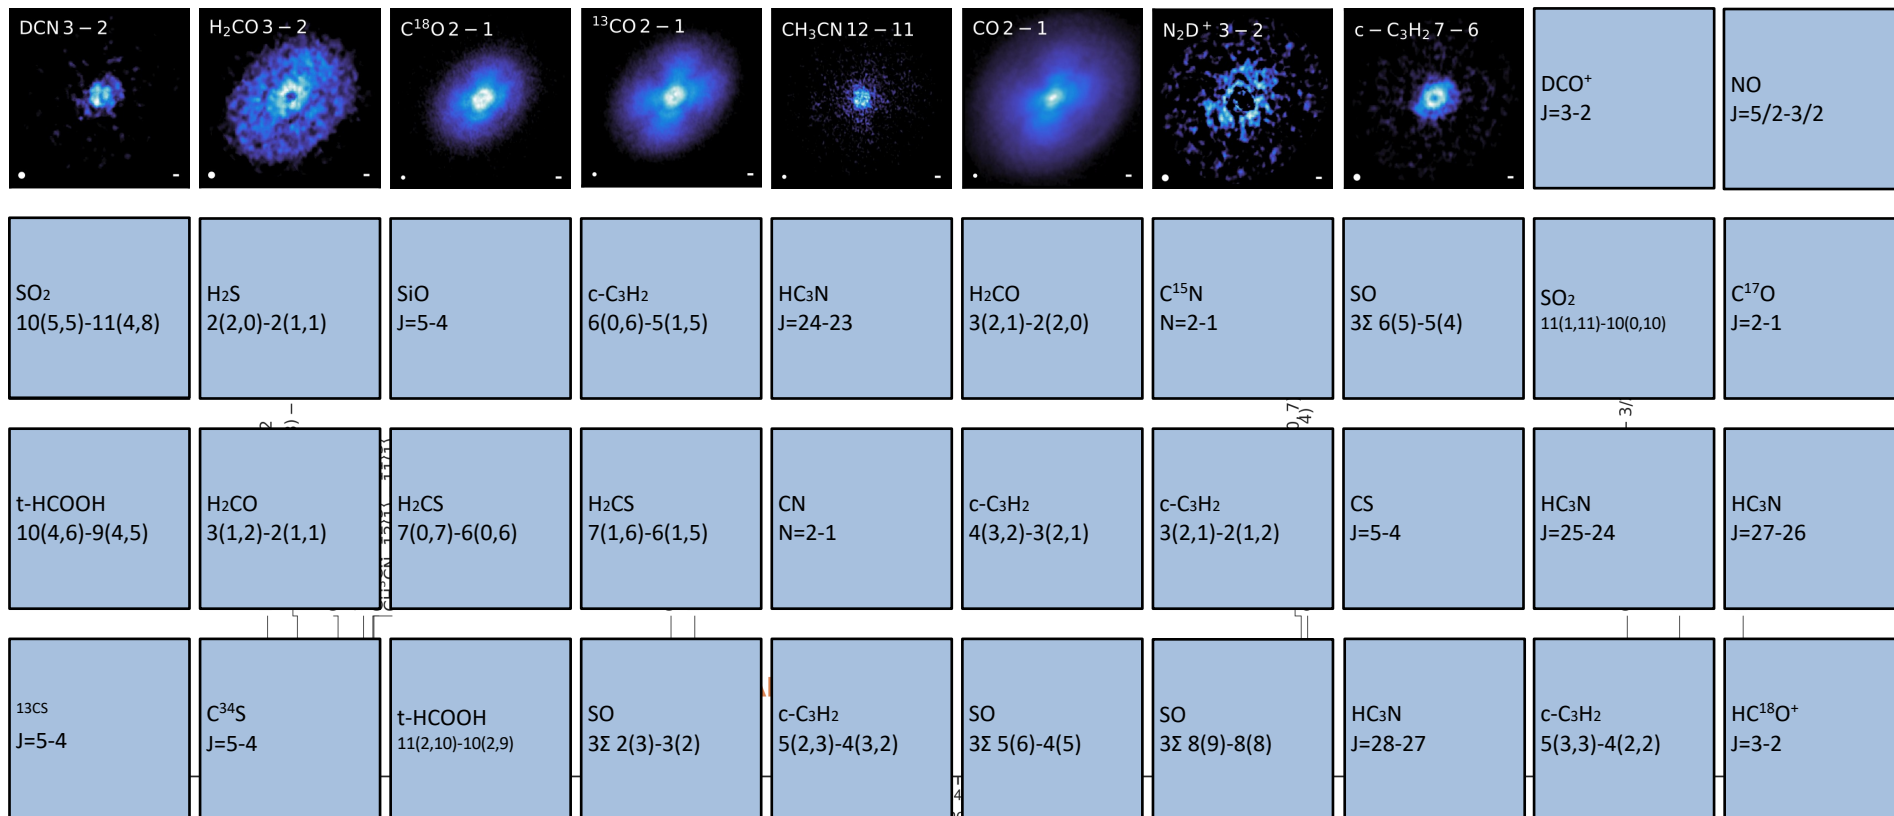 DCN 3 − 2
H₂CO 3 − 2
C¹⁸O 2 − 1
¹³CO 2 − 1
CH₃CN 12 − 11
CO 2 − 1
N₂D⁺ 3 − 2
c − C₃H₂ 7 − 6
DCO⁺
J=3-2
NO
J=5/2-3/2
SO₂
10(5,5)-11(4,8)
H₂S
2(2,0)-2(1,1)
SiO
J=5-4
c-C₃H₂
6(0,6)-5(1,5)
HC₃N
J=24-23
H₂CO
3(2,1)-2(2,0)
C¹⁵N
N=2-1
SO
3Σ 6(5)-5(4)
SO₂
11(1,11)-10(0,10)
C¹⁷O
J=2-1
t-HCOOH
10(4,6)-9(4,5)
H₂CO
3(1,2)-2(1,1)
H₂CS
7(0,7)-6(0,6)
H₂CS
7(1,6)-6(1,5)
CN
N=2-1
c-C₃H₂
4(3,2)-3(2,1)
c-C₃H₂
3(2,1)-2(1,2)
CS
J=5-4
HC₃N
J=25-24
HC₃N
J=27-26
¹³CS
J=5-4
C³⁴S
J=5-4
t-HCOOH
11(2,10)-10(2,9)
SO
3Σ 2(3)-3(2)
c-C₃H₂
5(2,3)-4(3,2)
SO
3Σ 5(6)-4(5)
SO
3Σ 8(9)-8(8)
HC₃N
J=28-27
c-C₃H₂
5(3,3)-4(2,2)
HC¹⁸O⁺
J=3-2